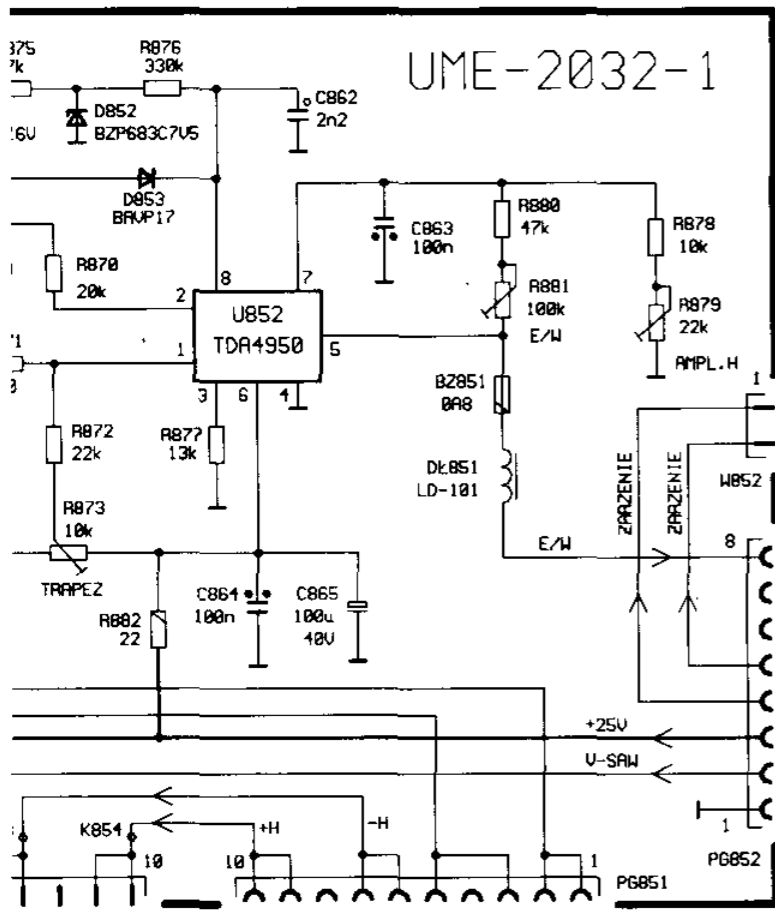 R876
330k
UME-2032-1
D852
BZP683C7V5
C862
2n2
D853
BAVP17
R870
20k
8
7
2
U852
TDA4950
1
5
3
6
4
C863
100n
R880
47k
R881
100k
E/W
R878
10k
R879
22k
AMPL.H
R872
22k
R877
13k
BZ851
0A8
DŁ851
LD-101
ŻARZENIE
ŻARZENIE
1
W852
R873
10k
TRAPEZ
E/W
8
R882
22
C864
100n
C865
100u
40V
+25V
V-SAW
K854
+H
-H
10
10
1
PG851
1
PG852